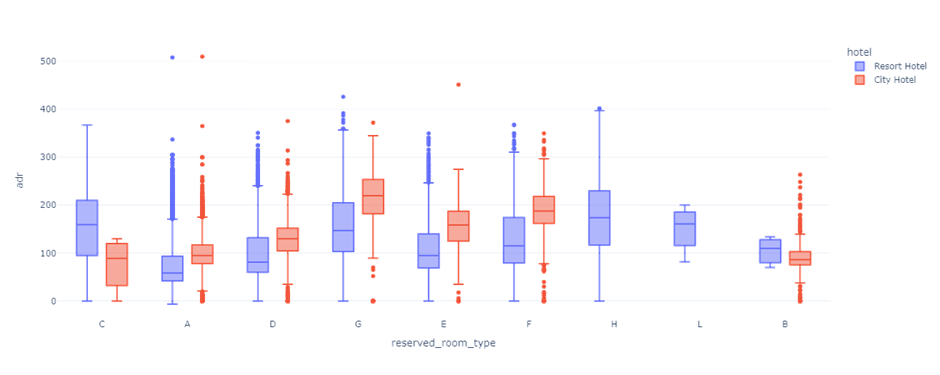 hotel
Resort Hotel
City Hotel
500
400
300
200
100
0
adr
C A D G E F H L B
reserved_room_type